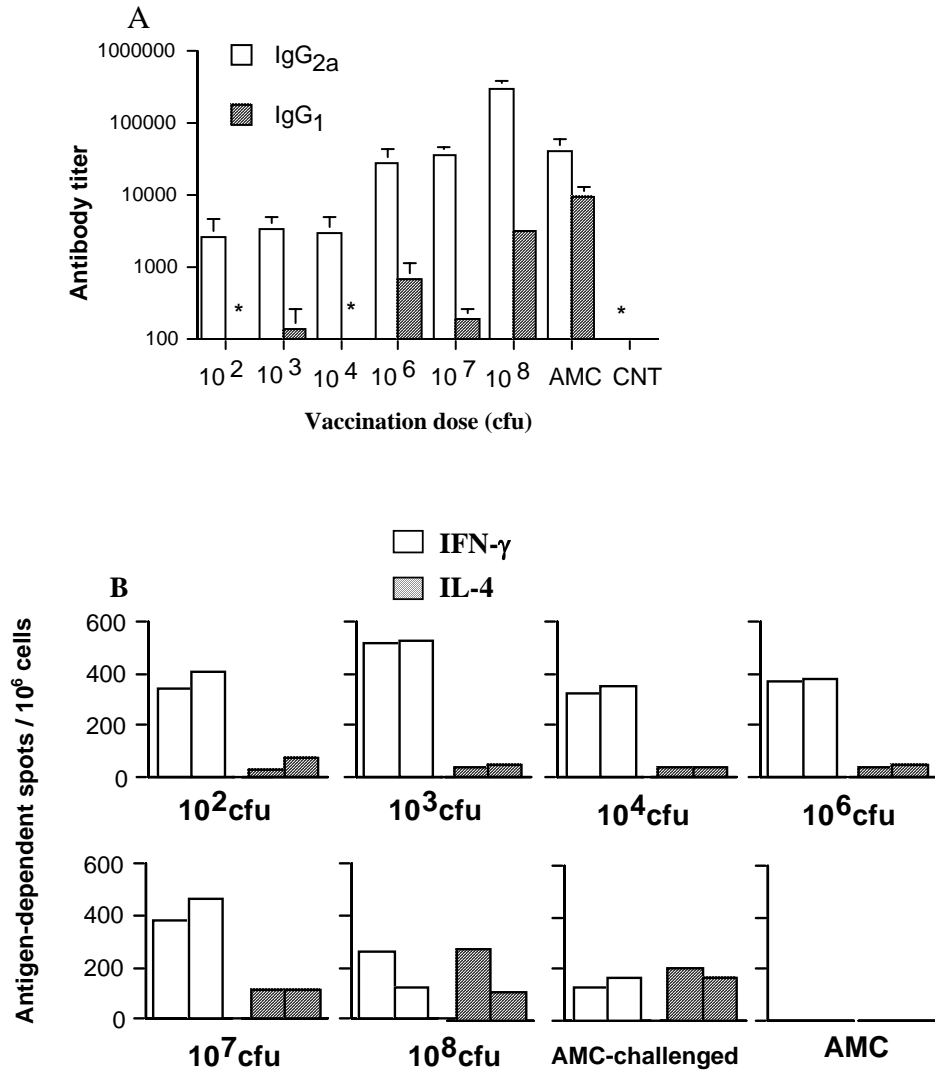 A
1000000
100000
10000
1000
100
Antibody titer
IgG2a
IgG1
*
*
*
10 2 10 3 10 4 10 6 10 7 10 8 AMC CNT
Vaccination dose (cfu)
B
IFN-γ
IL-4
Antigen-dependent spots / 10⁶ cells
600
400
200
0
10²cfu 10³cfu 10⁴cfu 10⁶cfu
600
400
200
0
10⁷cfu 10⁸cfu AMC-challenged AMC